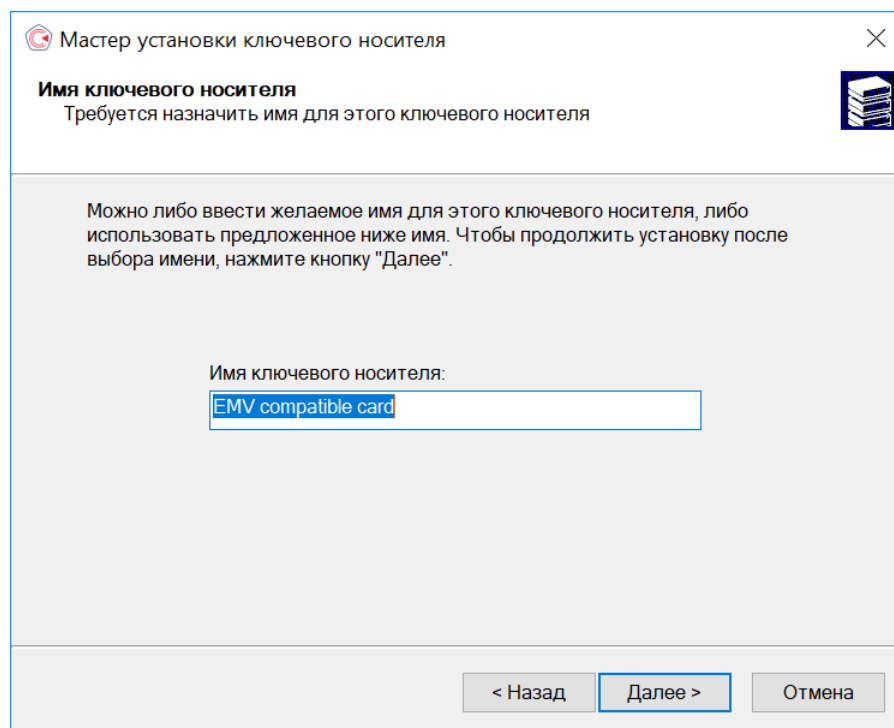 Мастер установки ключевого носителя
Имя ключевого носителя
Требуется назначить имя для этого ключевого носителя
Можно либо ввести желаемое имя для этого ключевого носителя, либо
использовать предложенное ниже имя. Чтобы продолжить установку после
выбора имени, нажмите кнопку "Далее".
Имя ключевого носителя:
EMV compatible card
< Назад
Далее >
Отмена